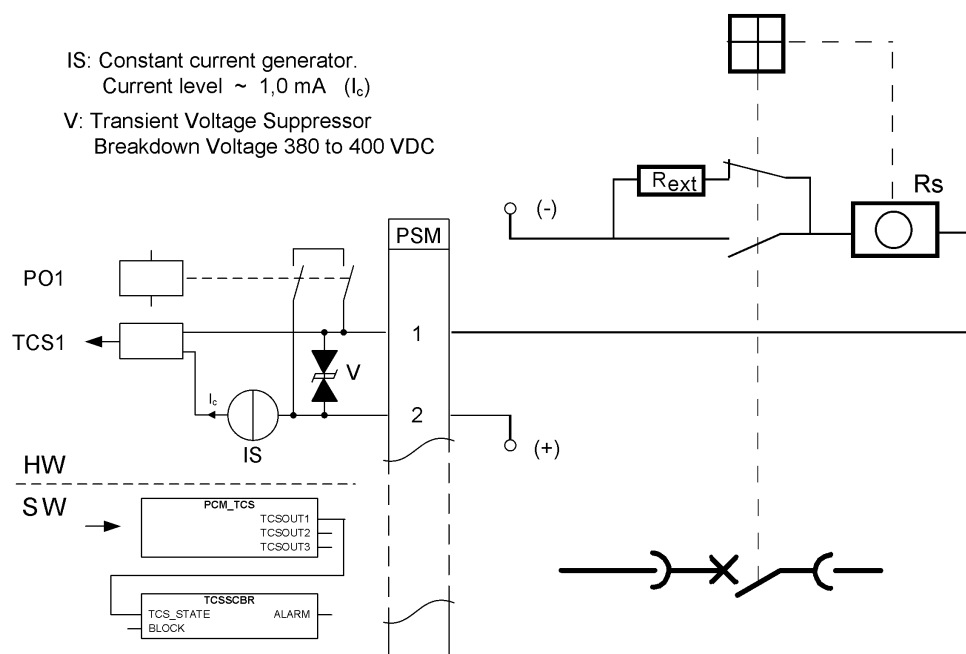 IS: Constant current generator.
Current level ~ 1,0 mA (Ic)
V: Transient Voltage Suppressor
Breakdown Voltage 380 to 400 VDC
Rext
Rs
(-)
PSM
PO1
1
TCS1
V
Ic
2
IS
(+)
HW
SW
PCM_TCS
TCSOUT1
TCSOUT2
TCSOUT3
TCSSCBR
TCS_STATE ALARM
BLOCK